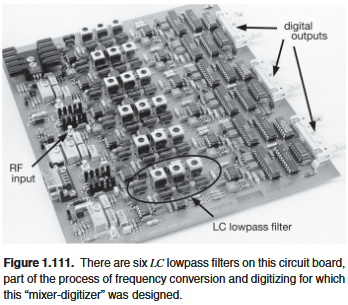 digital
outputs
RF
input
LC lowpass filter
Figure 1.111. There are six LC lowpass filters on this circuit board,
part of the process of frequency conversion and digitizing for which
this “mixer-digitizer” was designed.